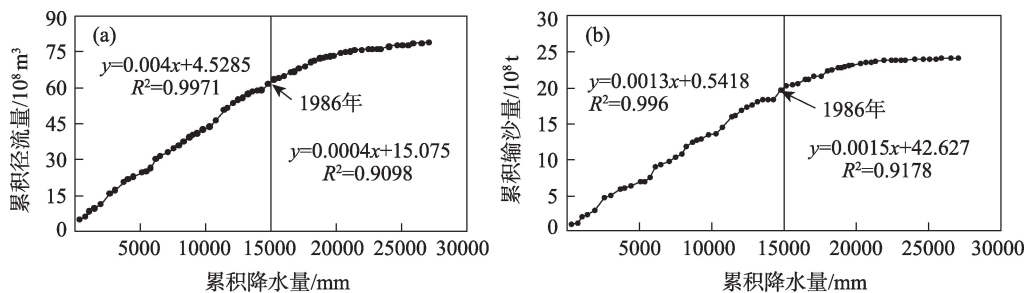 (a)
累积径流量/10⁸m³
90
75
60
45
30
15
0
y=0.004x+4.5285
R²=0.9971
1986年
y=0.0004x+15.075
R²=0.9098
5000 10000 15000 20000 25000 30000
累积降水量/mm
(b)
累积输沙量/10⁸t
30
25
20
15
10
5
0
y=0.0013x+0.5418
R²=0.996
1986年
y=0.0015x+42.627
R²=0.9178
5000 10000 15000 20000 25000 30000
累积降水量/mm